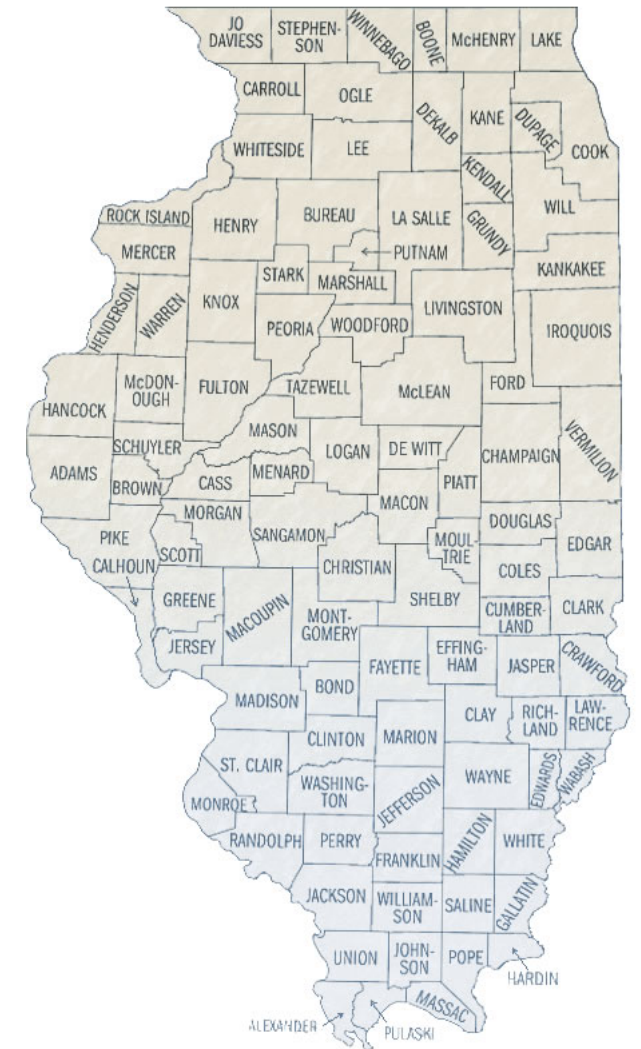 JO
DAVIESS
STEPHEN-
SON
WINNEBAGO
BOONE
McHENRY
LAKE
CARROLL
OGLE
DEKALB
KANE
DUPAGE
COOK
WHITESIDE
LEE
KENDALL
WILL
ROCK ISLAND
HENRY
BUREAU
LA SALLE
GRUNDY
MERCER
PUTNAM
KANKAKEE
STARK
MARSHALL
HENDERSON
WARREN
KNOX
LIVINGSTON
PEORIA
WOODFORD
IROQUOIS
McDON-
OUGH
FULTON
TAZEWELL
McLEAN
FORD
HANCOCK
MASON
SCHUYLER
LOGAN
DE WITT
CHAMPAIGN
VERMILION
ADAMS
BROWN
CASS
MENARD
PIATT
MACON
MORGAN
DOUGLAS
PIKE
SCOTT
SANGAMON
MOUL-
TRIE
EDGAR
CALHOUN
CHRISTIAN
COLES
GREENE
MACOUPIN
SHELBY
CUMBER-
LAND
CLARK
MONT-
GOMERY
JERSEY
FAYETTE
EFFING-
HAM
JASPER
CRAWFORD
BOND
MADISON
CLAY
RICH-
LAND
LAW-
RENCE
CLINTON
MARION
ST. CLAIR
WAYNE
EDWARDS
WABASH
WASHING-
TON
JEFFERSON
MONROE
RANDOLPH
PERRY
HAMILTON
WHITE
FRANKLIN
JACKSON
WILLIAM-
SON
SALINE
GALLATIN
UNION
JOHN-
SON
POPE
HARDIN
MASSAC
ALEXANDER
PULASKI